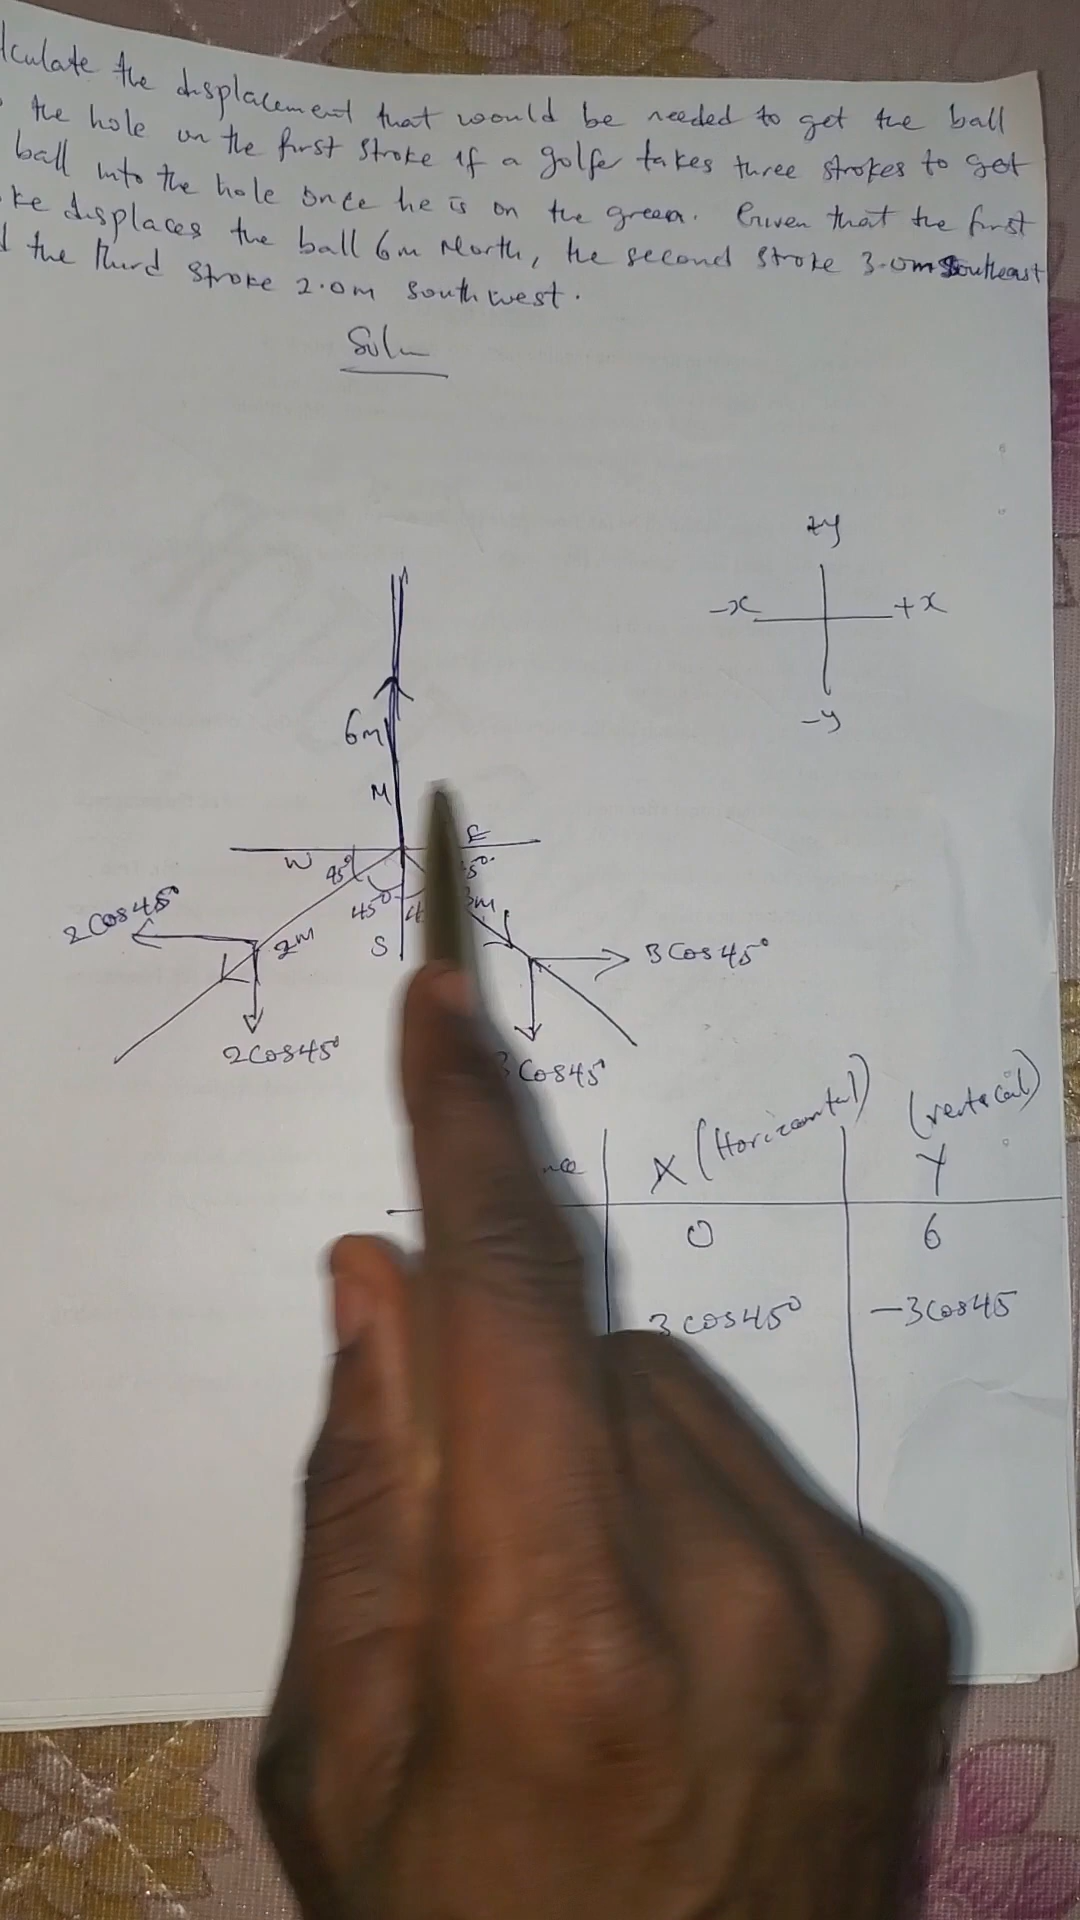 lculate the displacement that would be needed to get the ball
the hole on the first stroke if a golfer takes three strokes to get
ball into the hole once he is on the green. Given that the first
ke displaces the ball 6m North, the second stroke 3.0m Southeast
d the third stroke 2.0m southwest.
Soln
+y
-x +x
-y
6m
N
W E
45° 45°
45° 3m
2m S
2cos45° 3cos45°
2cos45° 3cos45°
nce X (Horizontal) Y (vertical)
0 6
3cos45° -3cos45